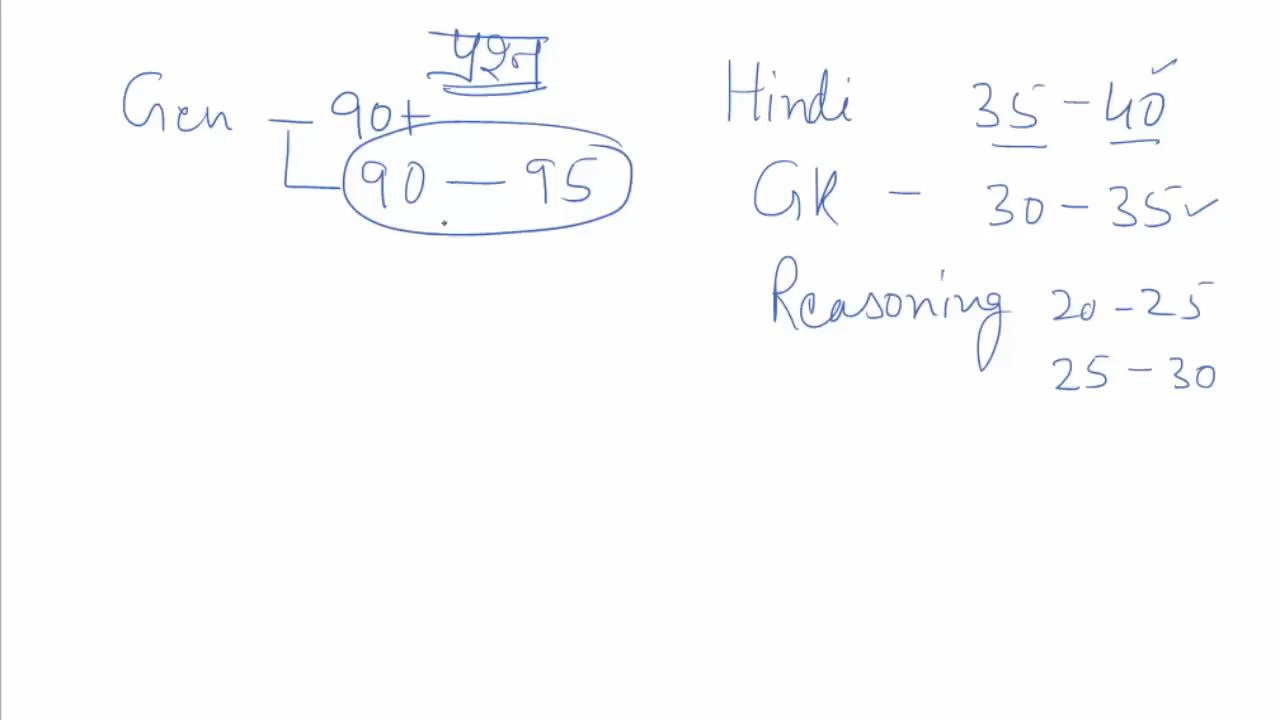 प्रश्न
Gen - 90+
90 - 95
Hindi 35 - 40
GK - 30 - 35
Reasoning 20 - 25
25 - 30